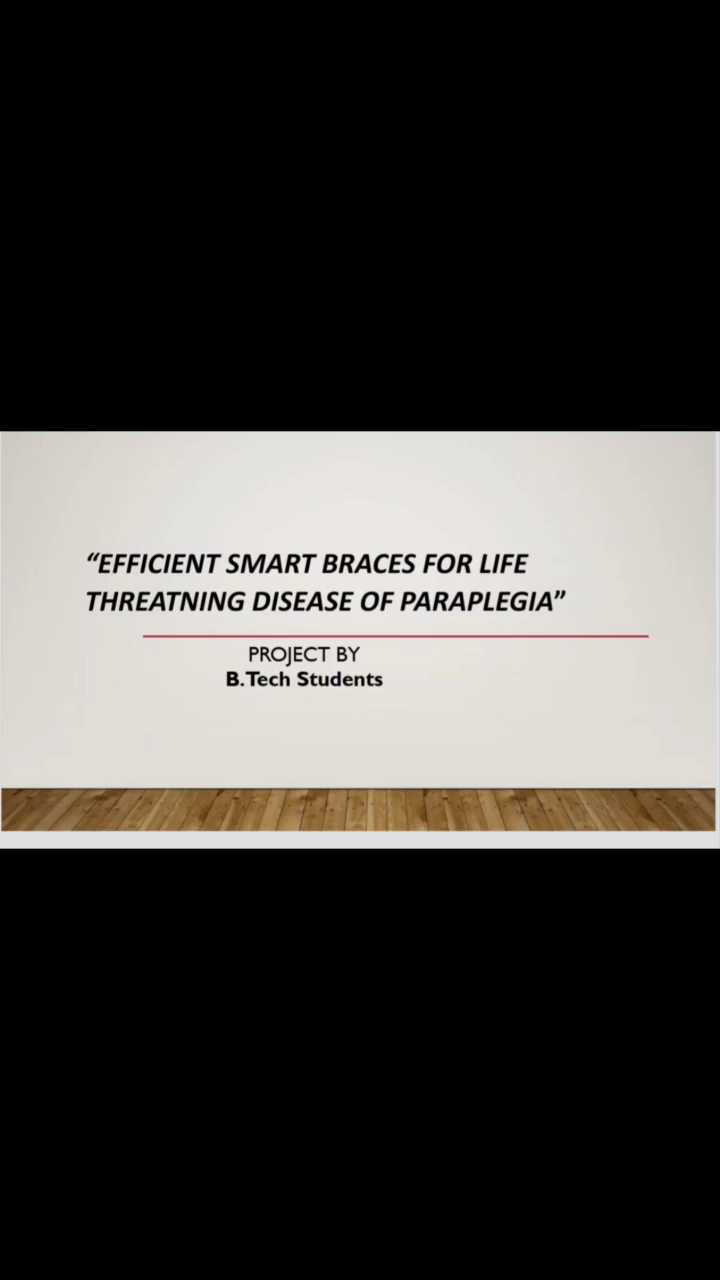 “EFFICIENT SMART BRACES FOR LIFE
THREATNING DISEASE OF PARAPLEGIA”
PROJECT BY
B.Tech Students